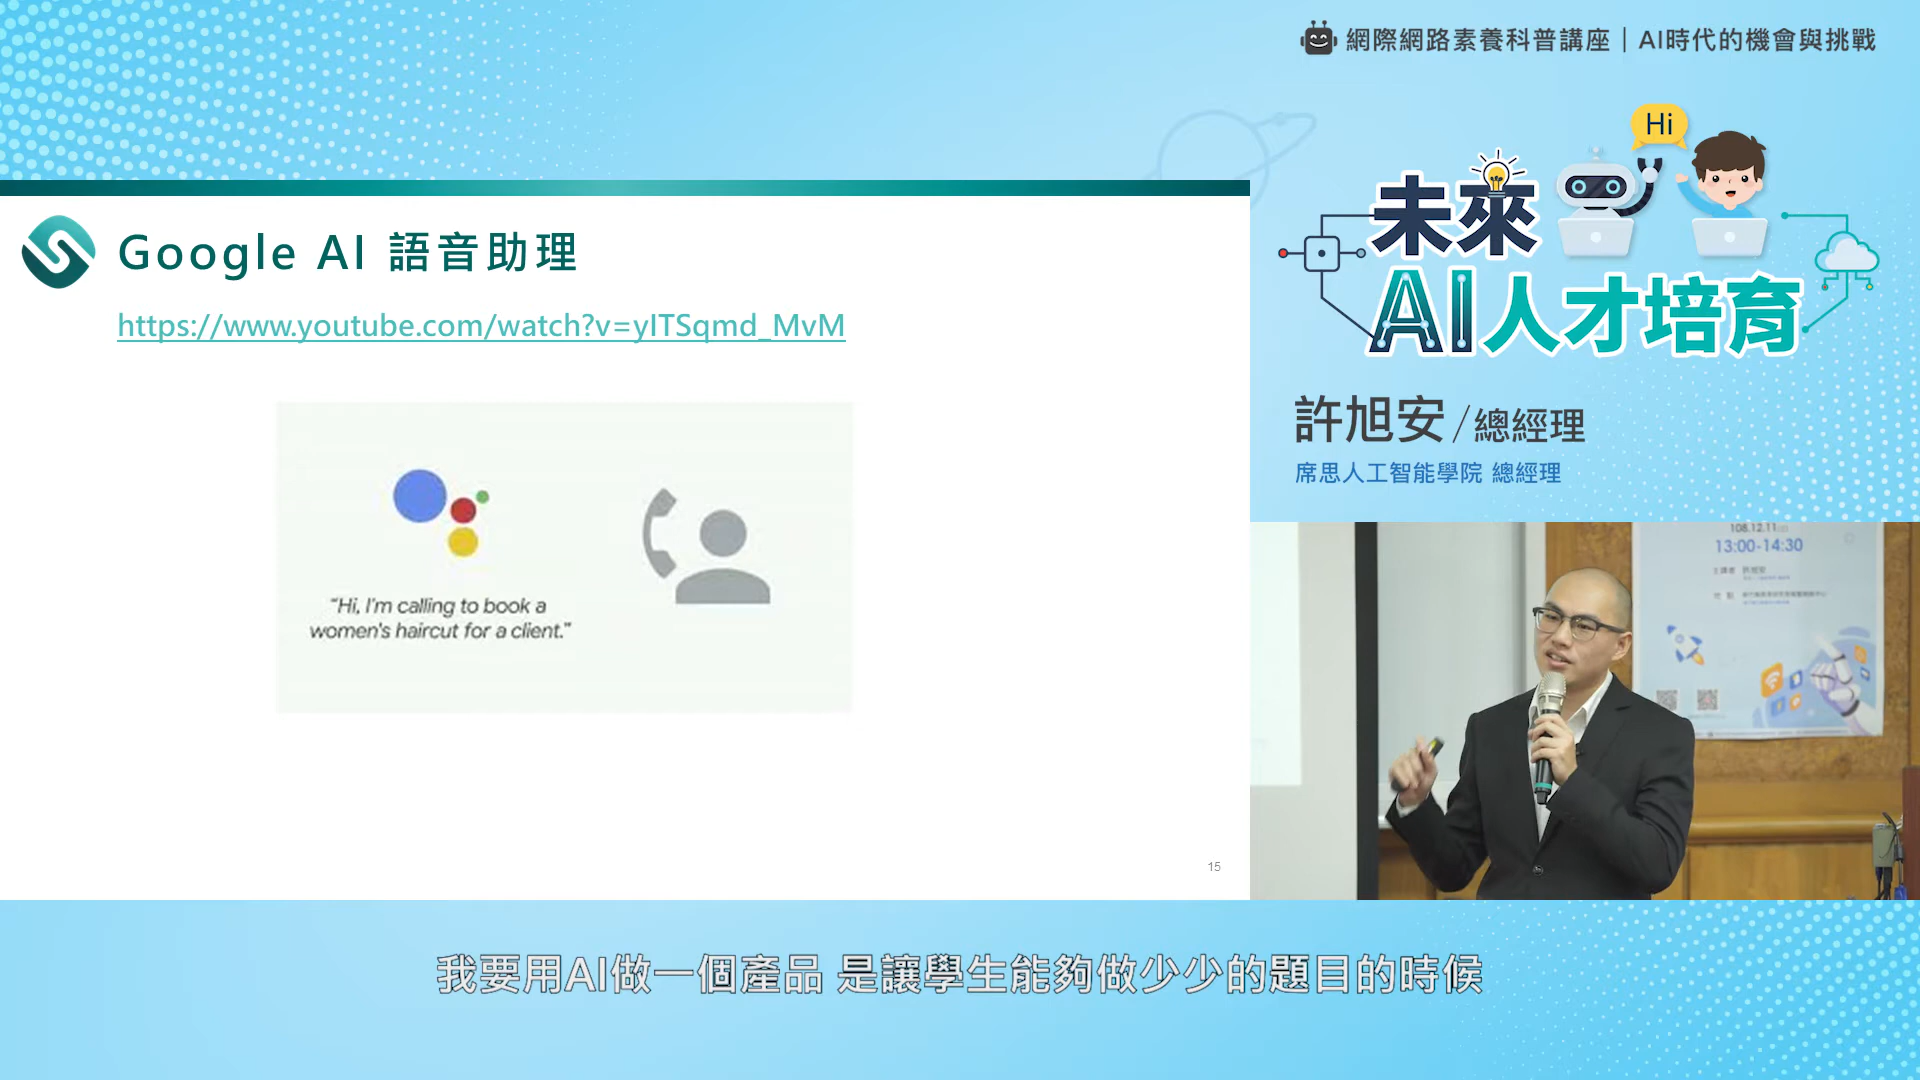 網際網路素養科普講座｜AI時代的機會與挑戰
Hi
未來
AI人才培育
許旭安/總經理
席思人工智能學院 總經理
Google AI 語音助理
https://www.youtube.com/watch?v=yITSqmd_MvM
“Hi, I'm calling to book a
women's haircut for a client.”
15
108.12.11
13:00-14:30
我要用AI做一個產品 是讓學生能夠做少少的題目的時候